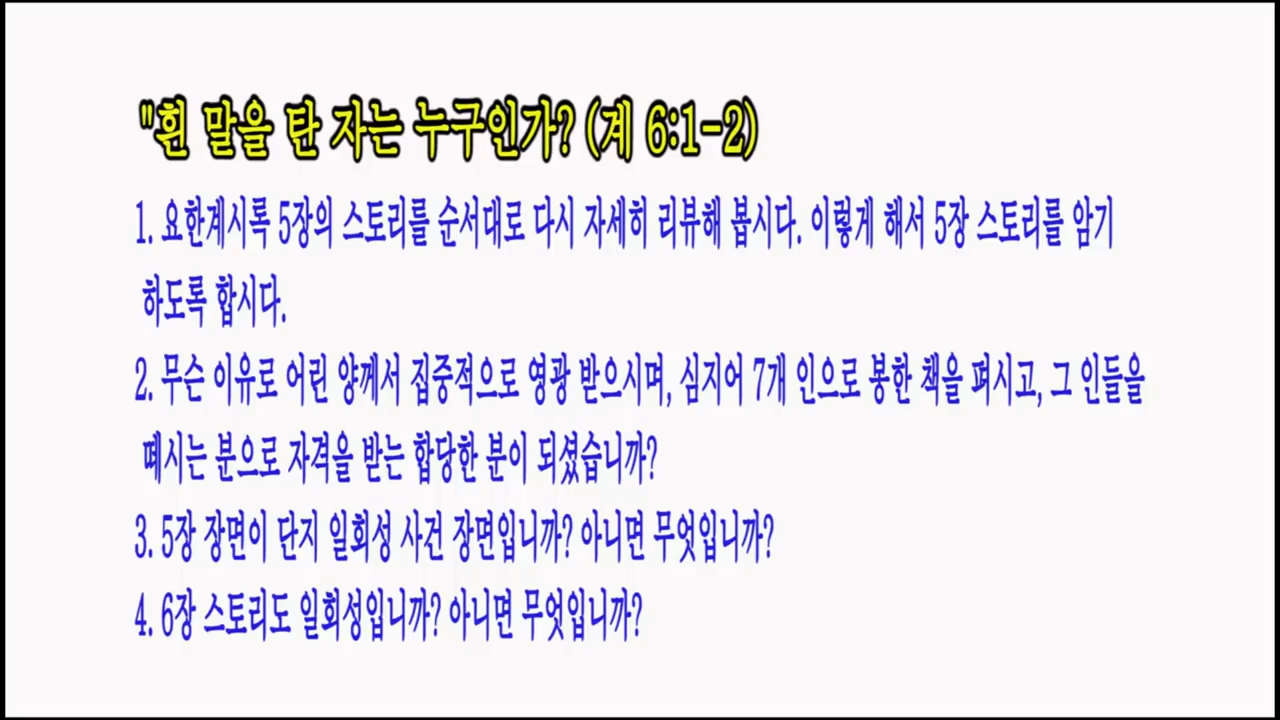 "흰 말을 탄 자는 누구인가? (계 6:1-2)
1. 요한계시록 5장의 스토리를 순서대로 다시 자세히 리뷰해 봅시다. 이렇게 해서 5장 스토리를 암기
하도록 합시다.
2. 무슨 이유로 어린 양께서 집중적으로 영광 받으시며, 심지어 7개 인으로 봉한 책을 펴시고, 그 인들을
떼시는 분으로 자격을 받는 합당한 분이 되셨습니까?
3. 5장 장면이 단지 일회성 사건 장면입니까? 아니면 무엇입니까?
4. 6장 스토리도 일회성입니까? 아니면 무엇입니까?